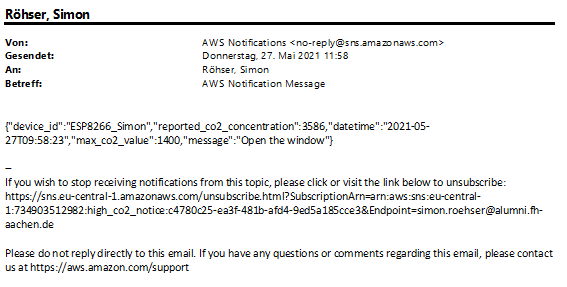 Röhser, Simon
Von: AWS Notifications <no-reply@sns.amazonaws.com>
Gesendet: Donnerstag, 27. Mai 2021 11:58
An: Röhser, Simon
Betreff: AWS Notification Message
{"device_id":"ESP8266_Simon","reported_co2_concentration":3586,"datetime":"2021-05-
27T09:58:23","max_co2_value":1400,"message":"Open the window"}
--
If you wish to stop receiving notifications from this topic, please click or visit the link below to unsubscribe:
https://sns.eu-central-1.amazonaws.com/unsubscribe.html?SubscriptionArn=arn:aws:sns:eu-central-
1:734903512982:high_co2_notice:c4780c25-ea3f-481b-afd4-9ed5a185cce3&Endpoint=simon.roehser@alumni.fh-
aachen.de
Please do not reply directly to this email. If you have any questions or comments regarding this email, please contact
us at https://aws.amazon.com/support